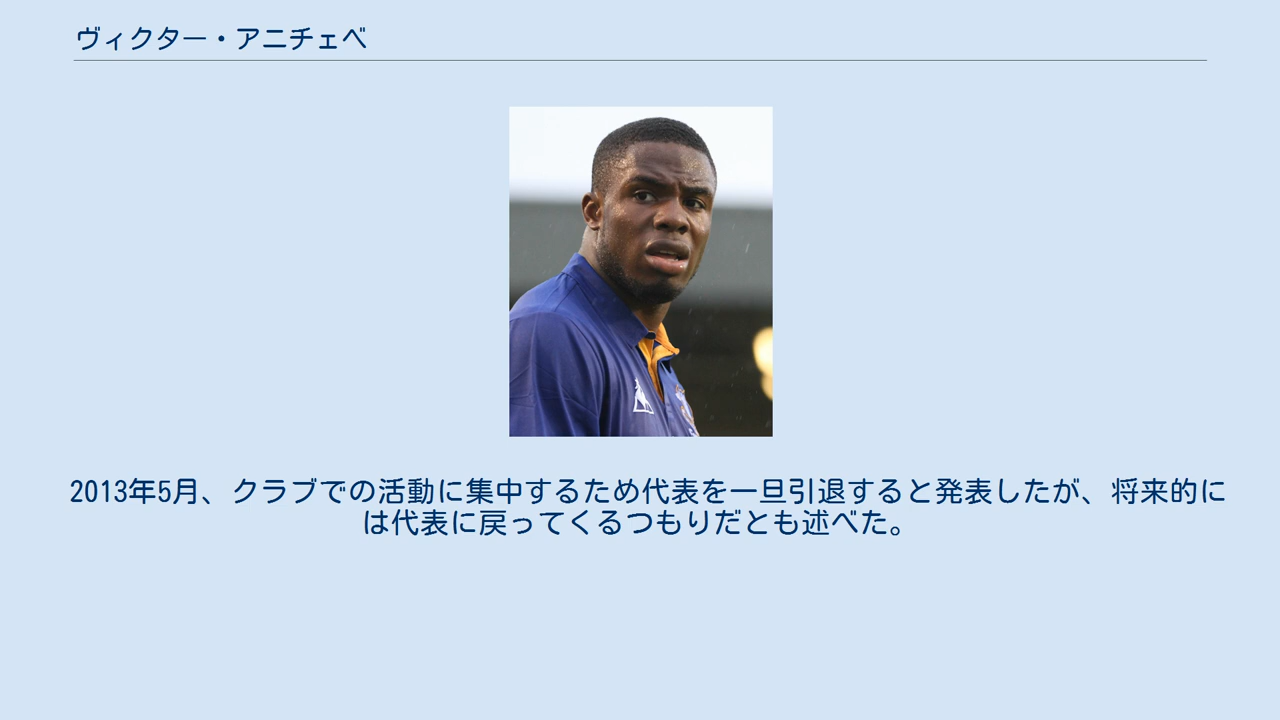 ヴィクター・アニチェベ
2013年5月、クラブでの活動に集中するため代表を一旦引退すると発表したが、将来的に
は代表に戻ってくるつもりだとも述べた。